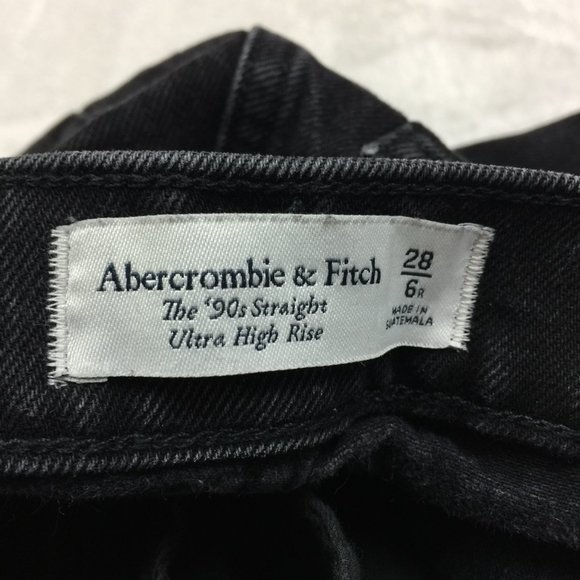 Abercrombie & Fitch
The '90s Straight
Ultra High Rise
28
6R
MADE IN
GUATEMALA